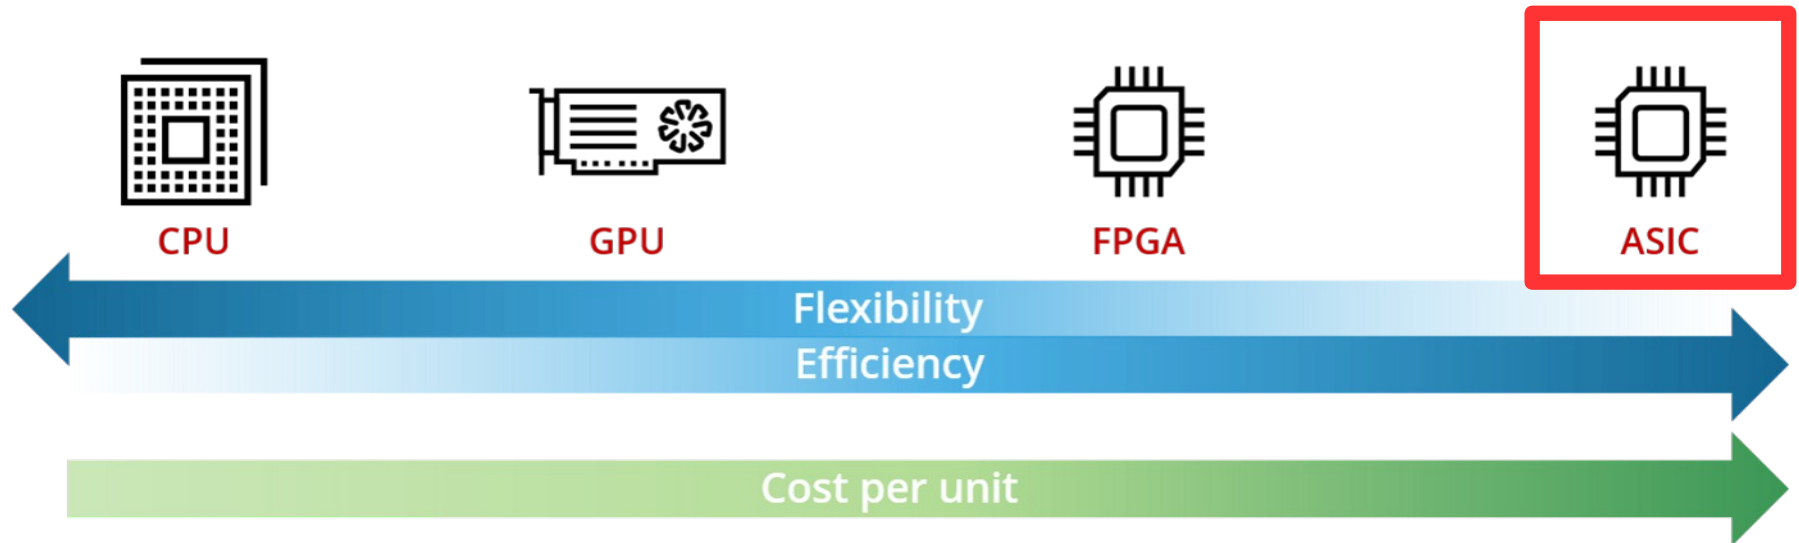 CPU
GPU
FPGA
ASIC
Flexibility
Efficiency
Cost per unit